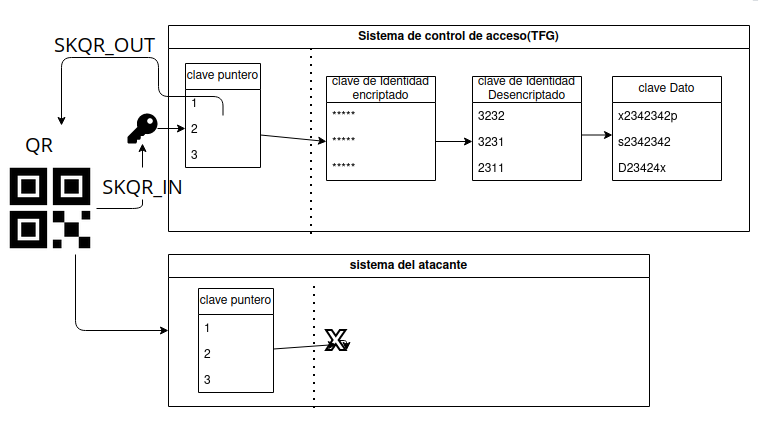 SKQR_OUT
Sistema de control de acceso(TFG)
clave puntero
1
2
3
clave de Identidad
encriptado
*****
*****
*****
clave de Identidad
Desencriptado
3232
3231
2311
clave Dato
x2342342p
s2342342
D23424x
QR
SKQR_IN
sistema del atacante
clave puntero
1
2
3
X